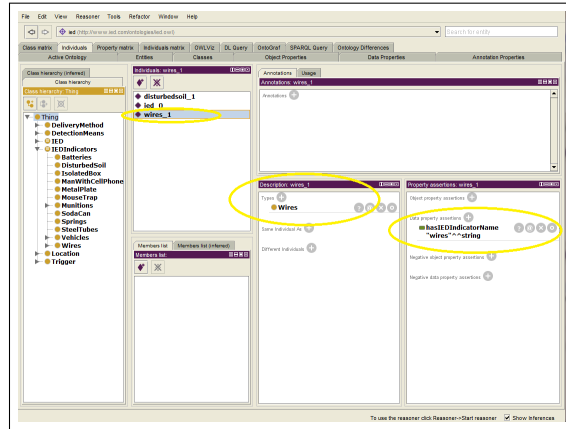 File Edit View Reasoner Tools Refactor Window Help
ied (http://www.ied.com/ontologies/ied.owl)
Search for entity
Class matrix Individuals Property matrix Individuals matrix OWLViz DL Query OntoGraf SPARQL Query Ontology Differences
Active Ontology Entities Classes Object Properties Data Properties Annotation Properties
Class hierarchy (inferred)
Class hierarchy
Class hierarchy: Thing
Thing
DeliveryMethod
DetectionMeans
IED
IEDIndicators
Batteries
DisturbedSoil
IsolatedBox
ManWithCellPhone
MetalPlate
MouseTrap
Munitions
SodaCan
Springs
SteelTubes
Vehicles
Wires
Location
Trigger
Individuals: wires_1
disturbedsoil_1
ied_0
wires_1
Members list Members list (inferred)
Members list:
Annotations Usage
Annotations: wires_1
Annotations
Description: wires_1
Types
Wires
Same Individual As
Different Individuals
Property assertions: wires_1
Object property assertions
Data property assertions
hasIEDIndicatorName
"wires"^^string
Negative object property assertions
Negative data property assertions
To use the reasoner click Reasoner->Start reasoner Show Inferences